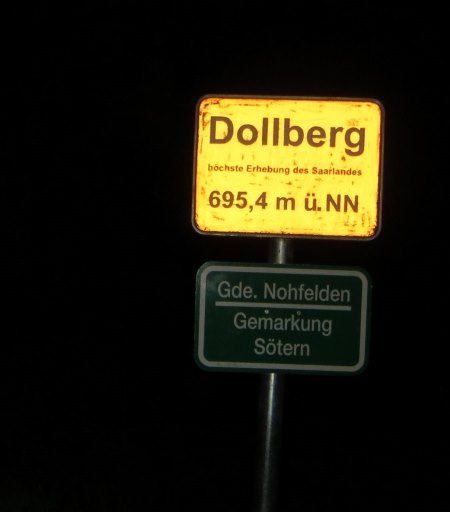 Dollberg
höchste Erhebung des Saarlandes
695,4 m ü.NN
Gde. Nohfelden
Gemarkung
Sötern